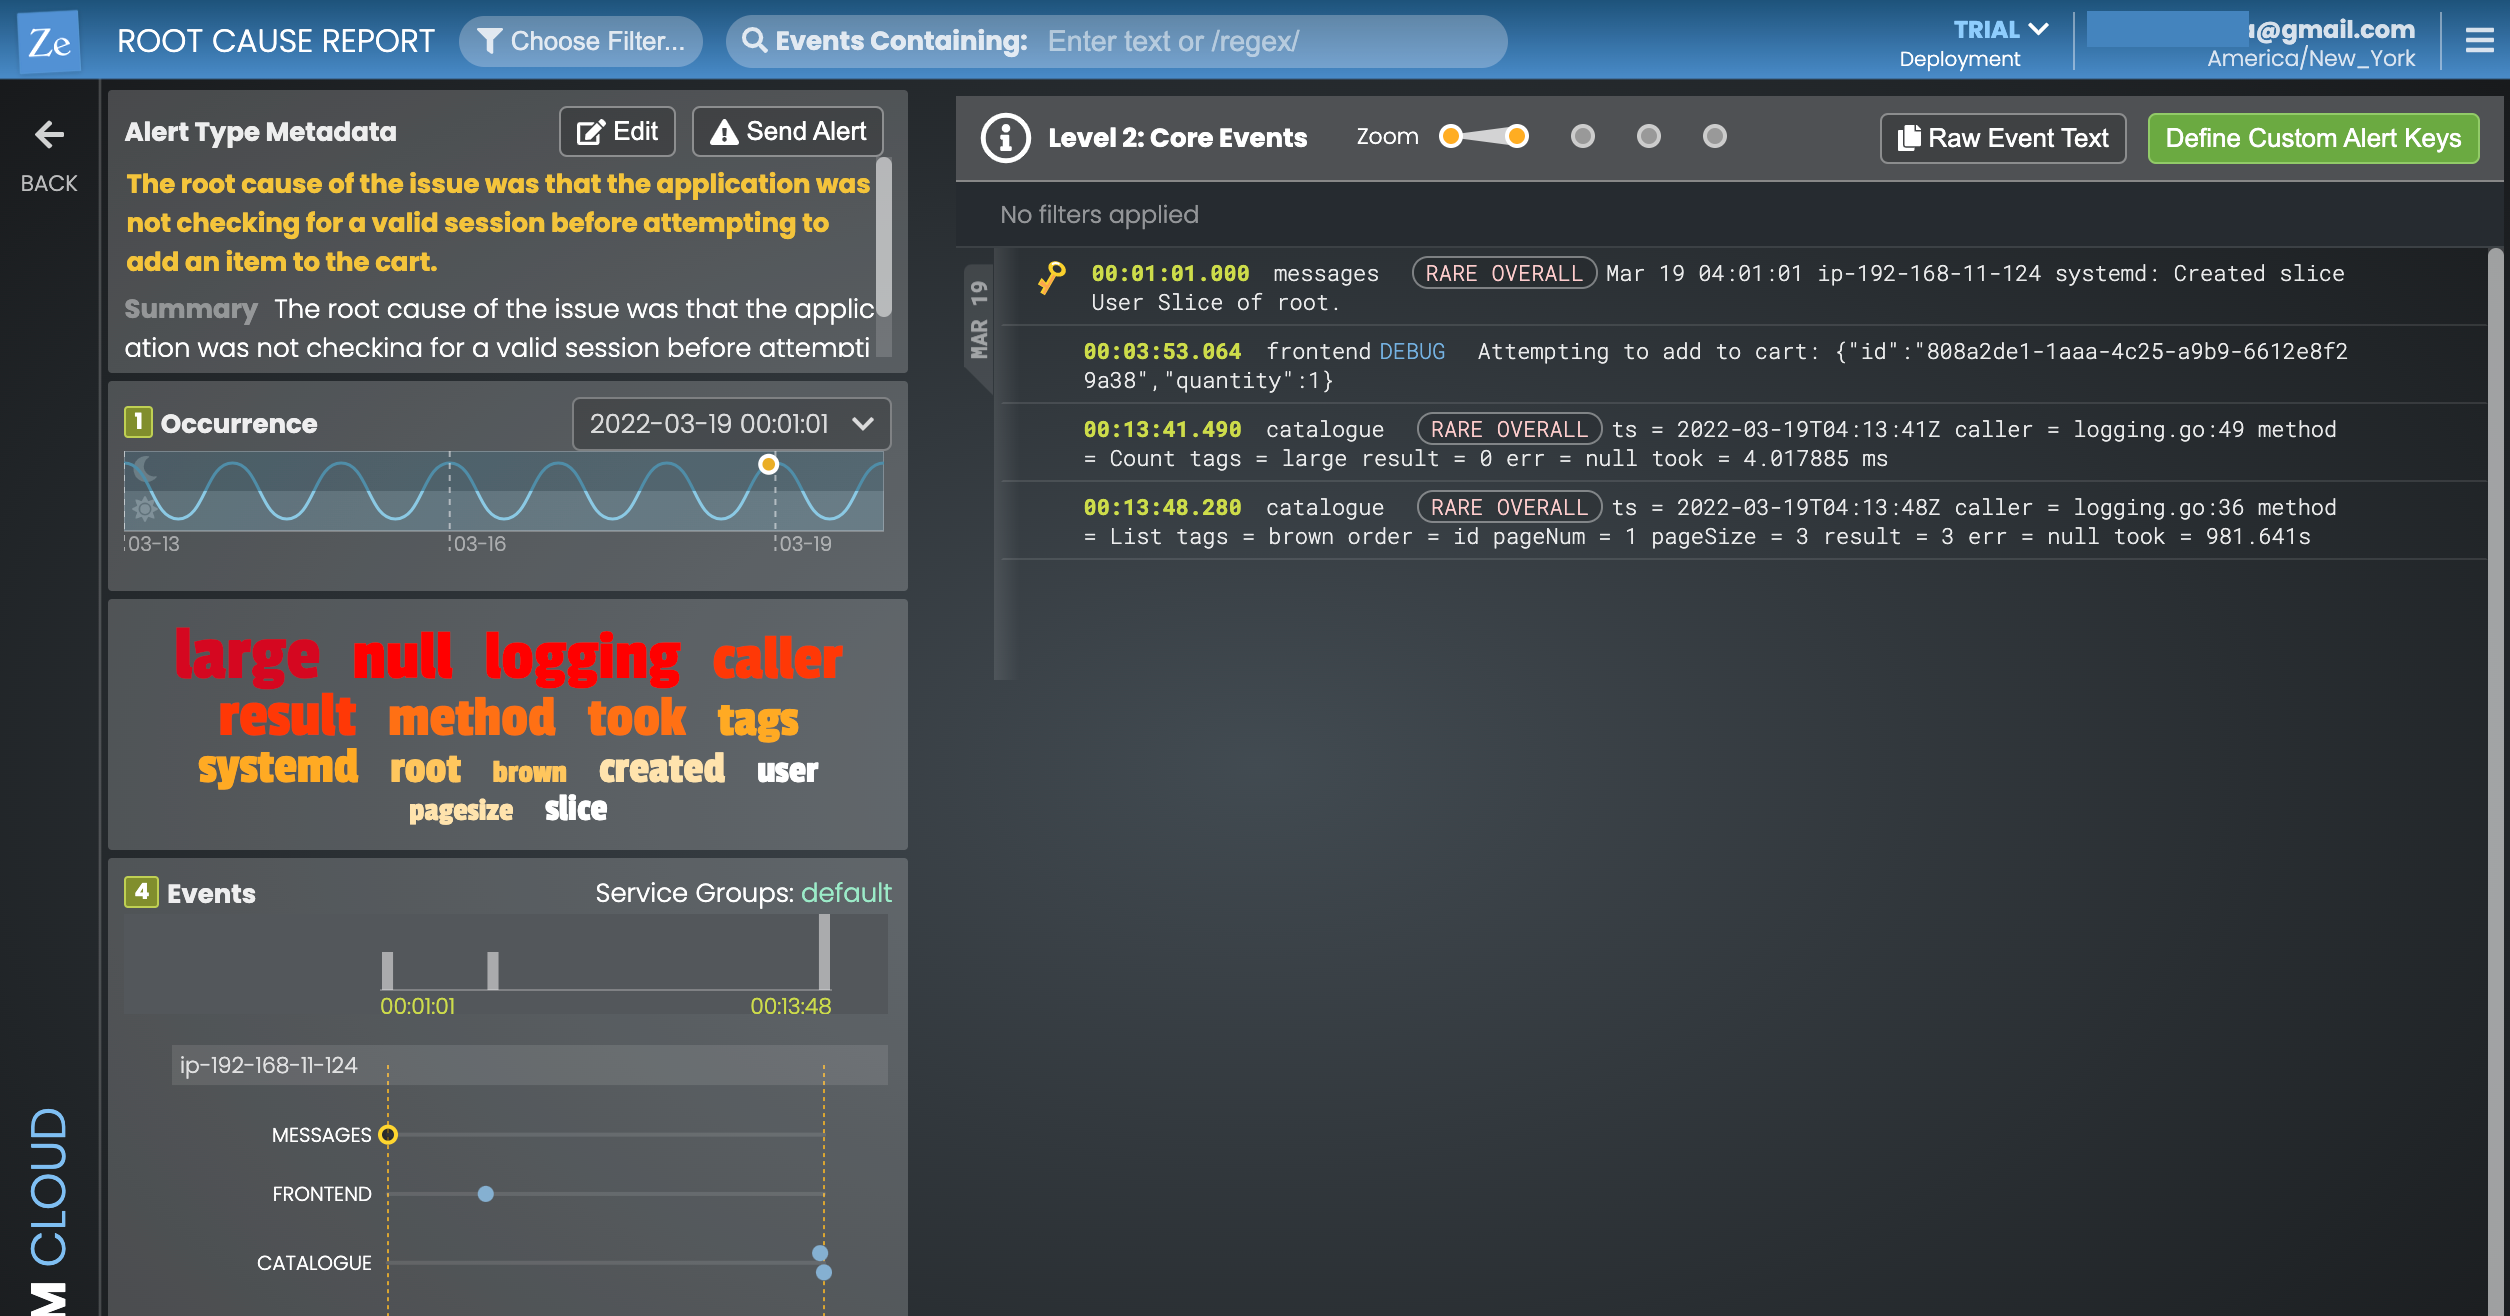 Ze ROOT CAUSE REPORT Choose Filter... Events Containing: Enter text or /regex/ TRIAL @gmail.com
Deployment America/New_York
BACK
Alert Type Metadata Edit Send Alert
The root cause of the issue was that the application was
not checking for a valid session before attempting to
add an item to the cart.
Summary The root cause of the issue was that the applic
ation was not checking for a valid session before attempti
1 Occurrence 2022-03-19 00:01:01
03-13 03-16 03-19
large null logging caller
result method took tags
systemd root brown created user
pagesize slice
4 Events Service Groups: default
00:01:01 00:13:48
ip-192-168-11-124
MESSAGES
FRONTEND
CATALOGUE
M CLOUD
Level 2: Core Events Zoom Raw Event Text Define Custom Alert Keys
No filters applied
MAR 19
00:01:01.000 messages RARE OVERALL Mar 19 04:01:01 ip-192-168-11-124 systemd: Created slice
User Slice of root.
00:03:53.064 frontend DEBUG Attempting to add to cart: {"id":"808a2de1-1aaa-4c25-a9b9-6612e8f2
9a38","quantity":1}
00:13:41.490 catalogue RARE OVERALL ts = 2022-03-19T04:13:41Z caller = logging.go:49 method
= Count tags = large result = 0 err = null took = 4.017885 ms
00:13:48.280 catalogue RARE OVERALL ts = 2022-03-19T04:13:48Z caller = logging.go:36 method
= List tags = brown order = id pageNum = 1 pageSize = 3 result = 3 err = null took = 981.641s